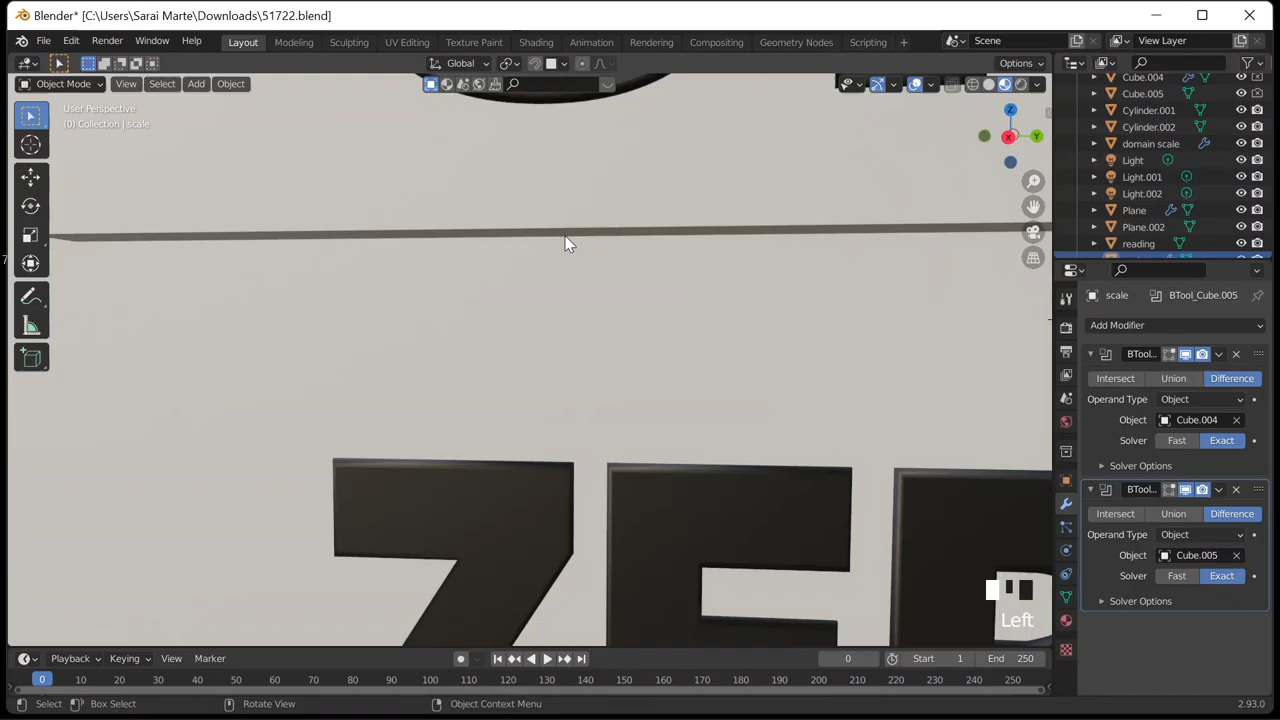 Blender* [C:\Users\Sarai Marte\Downloads\51722.blend]
File Edit Render Window Help Layout Modeling Sculpting UV Editing Texture Paint Shading Animation Rendering Compositing Geometry Nodes Scripting Scene View Layer
Global Options
Object Mode View Select Add Object
User Perspective
(0) Collection | scale
Z
X
Y
Cube.004
Cube.005
Cylinder.001
Cylinder.002
domain scale
Light
Light.001
Light.002
Plane
Plane.002
reading
7
scale BTool_Cube.005
Add Modifier
BTool...
Intersect Union Difference
Operand Type Object
Object Cube.004
Solver Fast Exact
Solver Options
BTool...
Intersect Union Difference
Operand Type Object
Object Cube.005
Solver Fast Exact
Solver Options
ZE
Left
Playback Keying View Marker 0 Start 1 End 250
0 10 20 30 40 50 60 70 80 90 100 110 120 130 140 150 160 170 180 190 200 210 220 230 240 250
Select Box Select Rotate View Object Context Menu 2.93.0